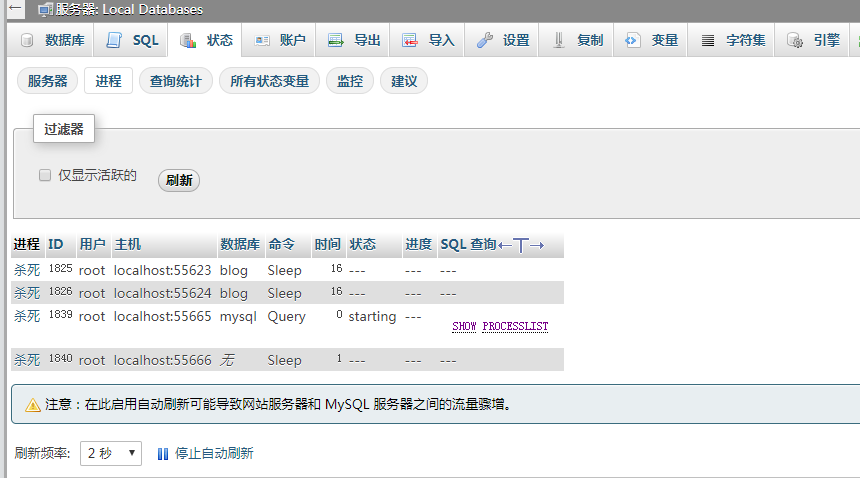 服务器: Local Databases
数据库 SQL 状态 账户 导出 导入 设置 复制 变量 字符集 引擎
服务器 进程 查询统计 所有状态变量 监控 建议
过滤器
仅显示活跃的 刷新
进程 ID 用户 主机 数据库 命令 时间 状态 进度 SQL 查询
杀死 1825 root localhost:55623 blog Sleep 16 --- --- ---
杀死 1826 root localhost:55624 blog Sleep 16 --- --- ---
杀死 1839 root localhost:55665 mysql Query 0 starting ---
SHOW PROCESSLIST
杀死 1840 root localhost:55666 无 Sleep 1 --- --- ---
注意：在此启用自动刷新可能导致网站服务器和 MySQL 服务器之间的流量骤增。
刷新频率: 2 秒 停止自动刷新